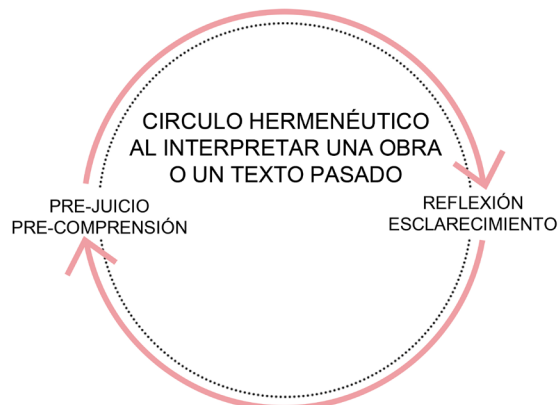 CIRCULO HERMENÉUTICO
AL INTERPRETAR UNA OBRA
O UN TEXTO PASADO
PRE-JUICIO
PRE-COMPRENSIÓN
REFLEXIÓN
ESCLARECIMIENTO